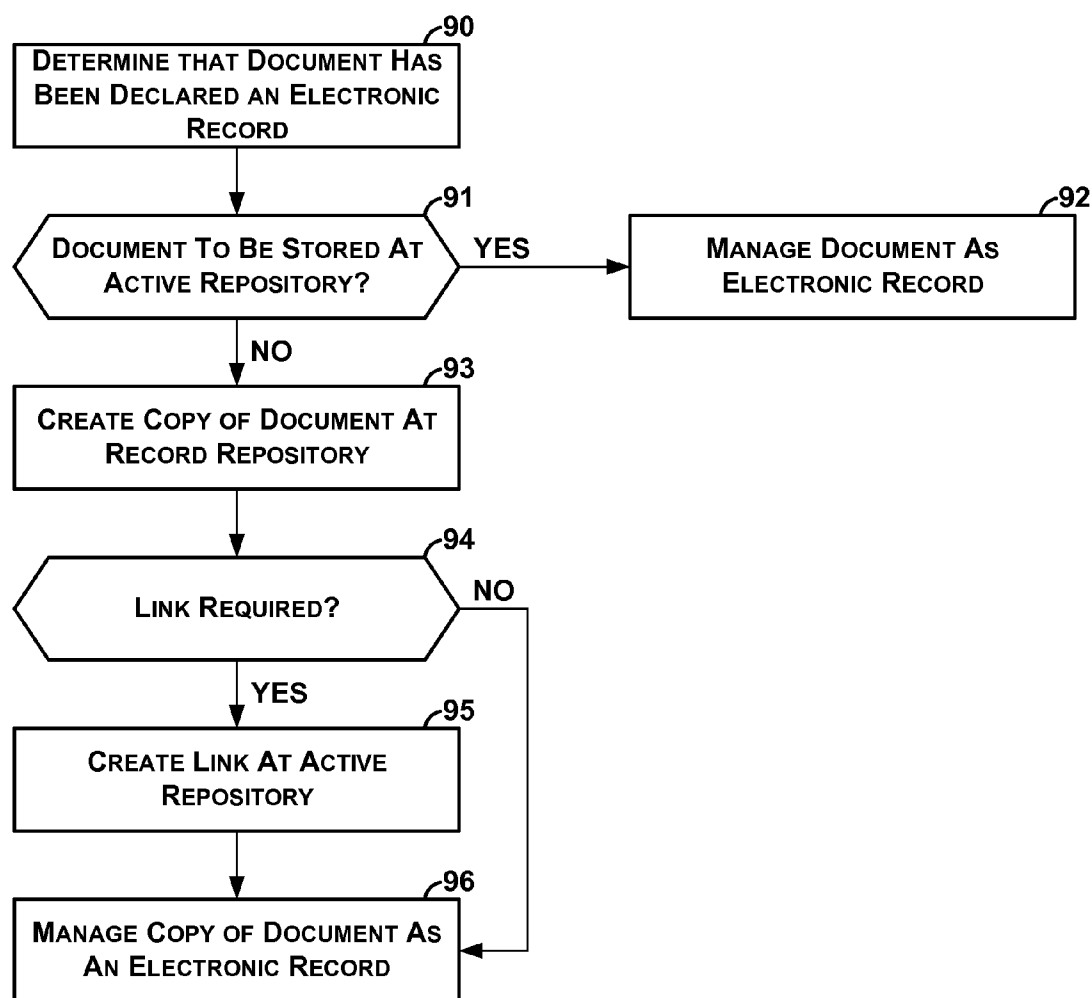 90
DETERMINE THAT DOCUMENT HAS
BEEN DECLARED AN ELECTRONIC
RECORD
91
DOCUMENT TO BE STORED AT
ACTIVE REPOSITORY?
YES
92
MANAGE DOCUMENT AS
ELECTRONIC RECORD
NO
93
CREATE COPY OF DOCUMENT AT
RECORD REPOSITORY
94
LINK REQUIRED?
NO
YES
95
CREATE LINK AT ACTIVE
REPOSITORY
96
MANAGE COPY OF DOCUMENT AS
AN ELECTRONIC RECORD